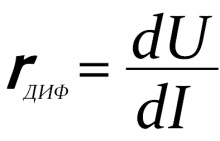 r_ДИФ = dU/dI